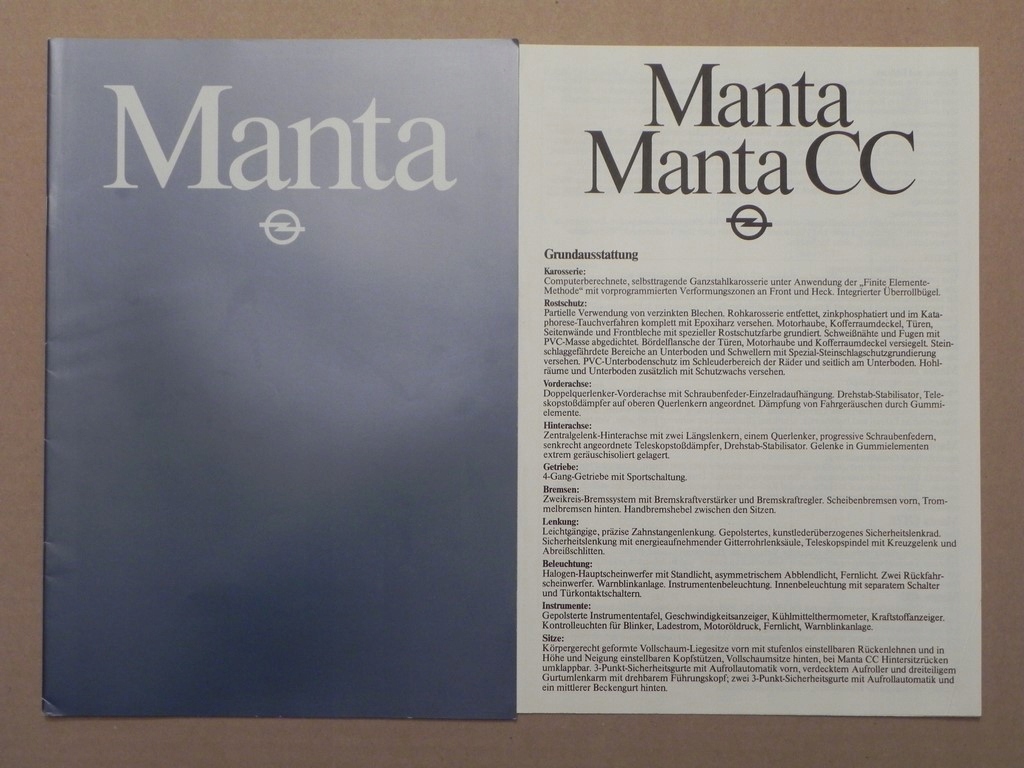 Manta
Manta
Manta CC
Grundausstattung
Karosserie:
Computerberechnete, selbsttragende Ganzstahlkarosserie unter Anwendung der „Finite Elemente-
Methode“ mit vorprogrammierten Verformungszonen an Front und Heck. Integrierter Überrollbügel.
Rostschutz:
Partielle Verwendung von verzinkten Blechen. Rohkarosserie entfettet, zinkphosphatiert und im Kata-
phorese-Tauchverfahren komplett mit Epoxiharz versehen. Motorhaube, Kofferraumdeckel, Türen,
Seitenwände und Frontbleche mit spezieller Rostschutzfarbe grundiert. Schweißnähte und Fugen mit
PVC-Masse abgedichtet. Bördelflansche der Türen, Motorhaube und Kofferraumdeckel versiegelt. Stein-
schlaggefährdete Bereiche an Unterboden und Schwellern mit Spezial-Steinschlagschutzgrundierung
versehen. PVC-Unterbodenschutz im Schleuderbereich der Räder und seitlich am Unterboden. Hohl-
räume und Unterboden zusätzlich mit Schutzwachs versehen.
Vorderachse:
Doppelquerlenker-Vorderachse mit Schraubenfeder-Einzelradaufhängung. Drehstab-Stabilisator, Tele-
skopstoßdämpfer auf oberen Querlenkern angeordnet. Dämpfung von Fahrgeräuschen durch Gummi-
elemente.
Hinterachse:
Zentralgelenk-Hinterachse mit zwei Längslenkern, einem Querlenker, progressive Schraubenfedern,
senkrecht angeordnete Teleskopstoßdämpfer, Drehstab-Stabilisator. Gelenke in Gummielementen
extrem geräuschisoliert gelagert.
Getriebe:
4-Gang-Getriebe mit Sportschaltung.
Bremsen:
Zweikreis-Bremssystem mit Bremskraftverstärker und Bremskraftregler. Scheibenbremsen vorn, Trom-
melbremsen hinten. Handbremshebel zwischen den Sitzen.
Lenkung:
Leichtgängige, präzise Zahnstangenlenkung. Gepolstertes, kunstlederüberzogenes Sicherheitslenkrad.
Sicherheitslenkung mit energieaufnehmender Gitterrohrlenksäule, Teleskopspindel mit Kreuzgelenk und
Abreißschlitten.
Beleuchtung:
Halogen-Hauptscheinwerfer mit Standlicht, asymmetrischem Abblendlicht, Fernlicht. Zwei Rückfahr-
scheinwerfer. Warnblinkanlage. Instrumentenbeleuchtung. Innenbeleuchtung mit separatem Schalter
und Türkontaktschaltern.
Instrumente:
Gepolsterte Instrumententafel, Geschwindigkeitsanzeiger, Kühlmittelthermometer, Kraftstoffanzeiger.
Kontrolleuchten für Blinker, Ladestrom, Motoröldruck, Fernlicht, Warnblinkanlage.
Sitze:
Körpergerecht geformte Vollschaum-Liegesitze vorn mit stufenlos einstellbaren Rückenlehnen und in
Höhe und Neigung einstellbaren Kopfstützen, Vollschaumsitze hinten, bei Manta CC Hintersitzrücken
umklappbar. 3-Punkt-Sicherheitsgurte mit Aufrollautomatik vorn, verdecktem Aufroller und dreiteiligem
Gurtumlenkarm mit drehbarem Führungskopf; zwei 3-Punkt-Sicherheitsgurte mit Aufrollautomatik und
ein mittlerer Beckengurt hinten.